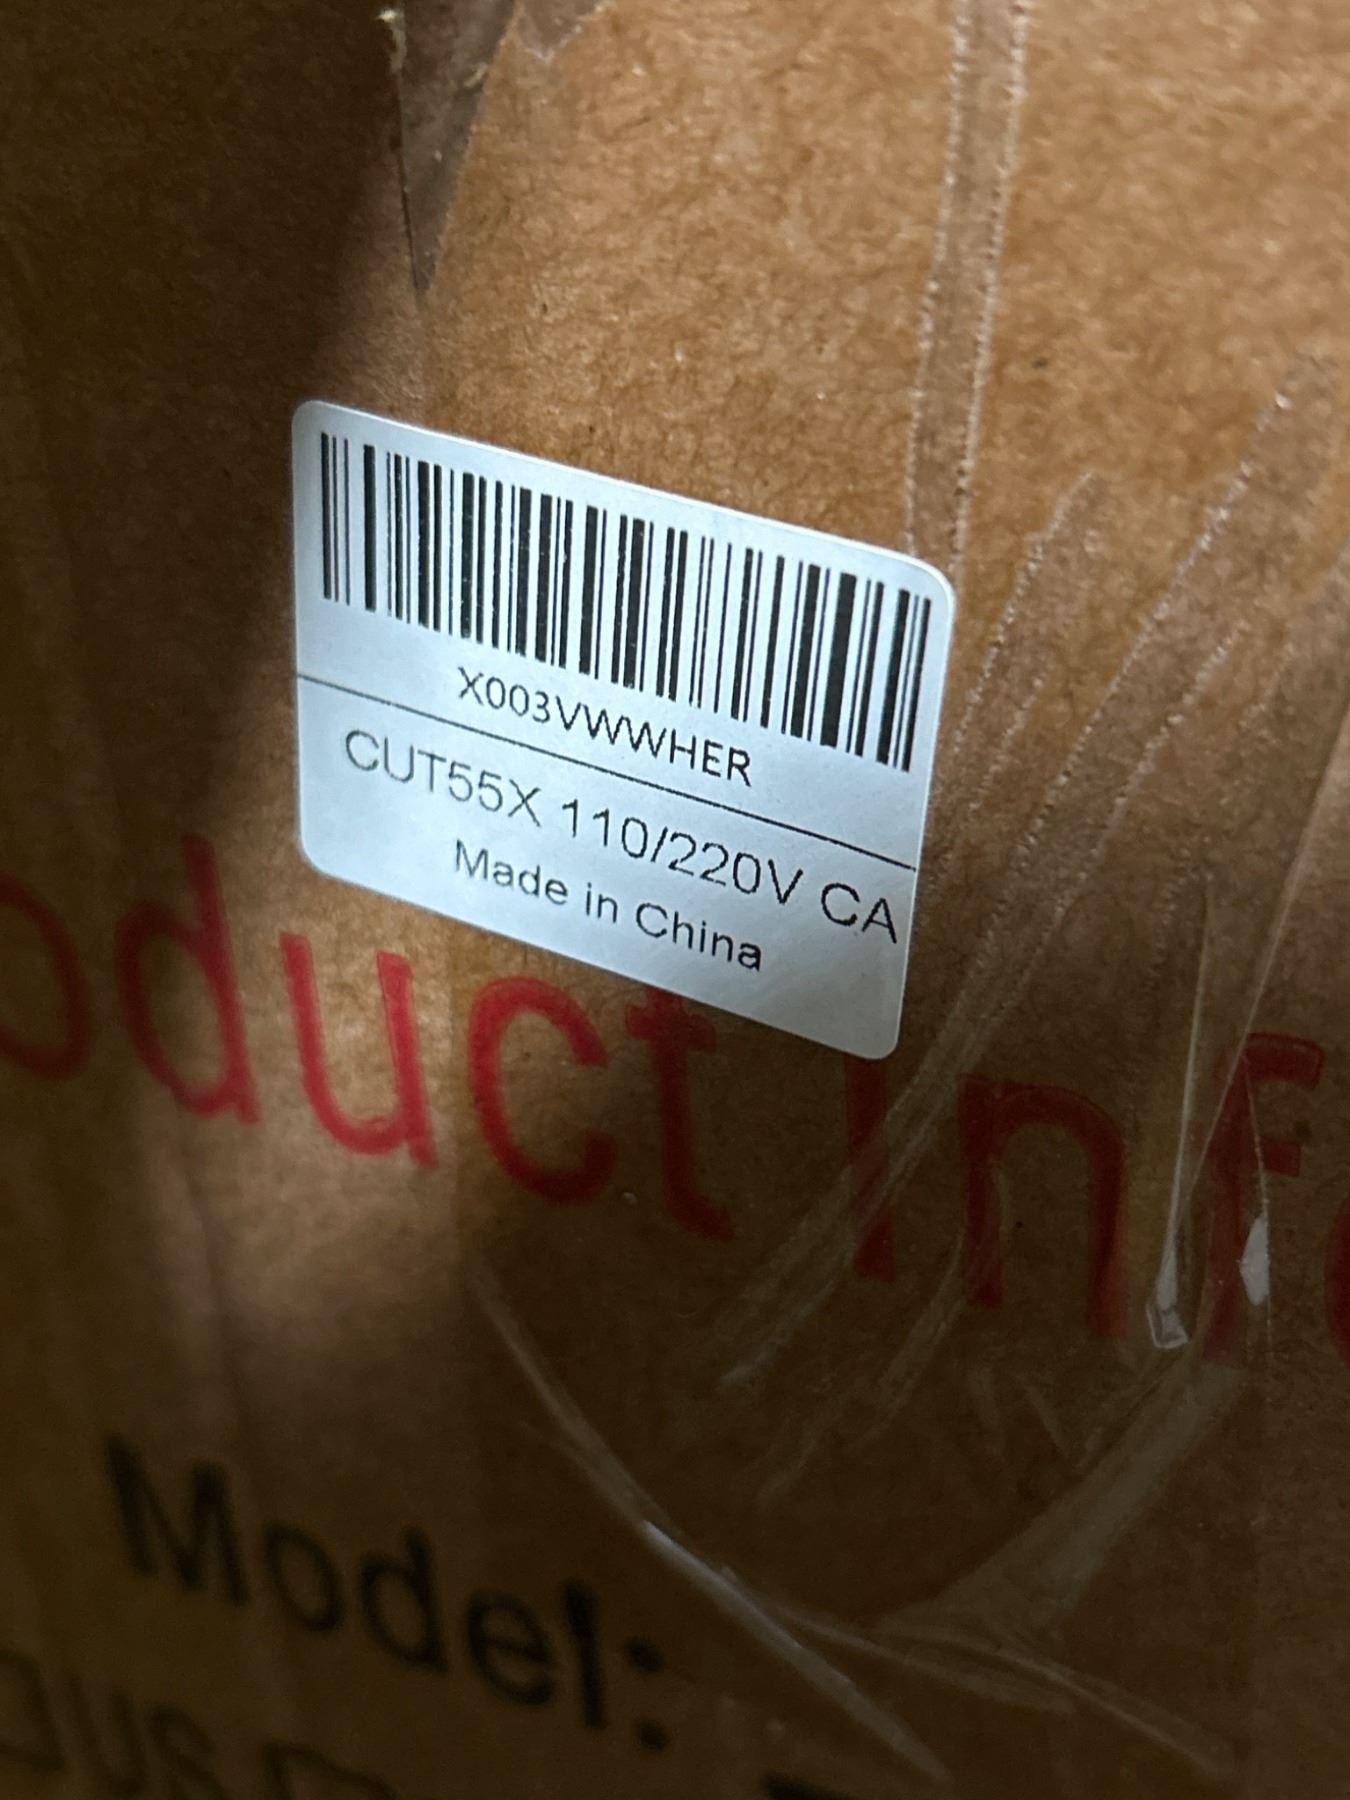 X003VWWHER
CUT55X 110/220V CA
Made in China
oduct Inf
Model: